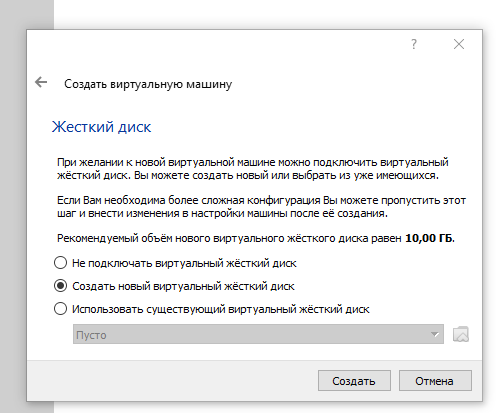 ?
Создать виртуальную машину
Жесткий диск
При желании к новой виртуальной машине можно подключить виртуальный
жёсткий диск. Вы можете создать новый или выбрать из уже имеющихся.
Если Вам необходима более сложная конфигурация Вы можете пропустить этот
шаг и внести изменения в настройки машины после её создания.
Рекомендуемый объём нового виртуального жёсткого диска равен 10,00 ГБ.
Не подключать виртуальный жёсткий диск
Создать новый виртуальный жёсткий диск
Использовать существующий виртуальный жёсткий диск
Пусто
Создать
Отмена